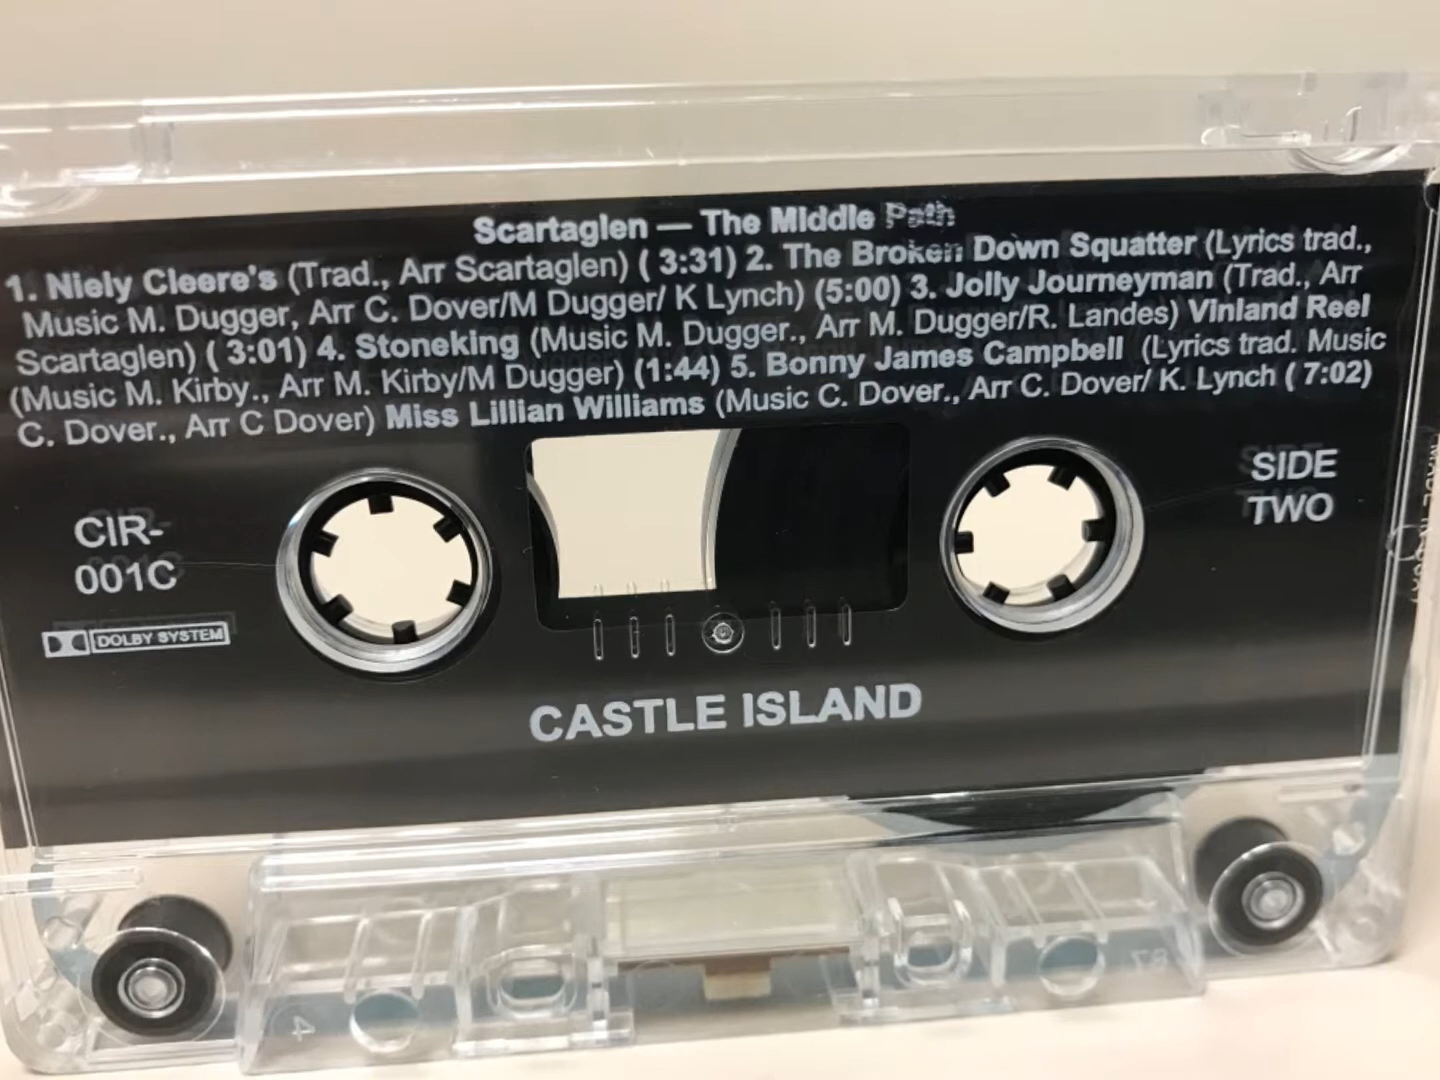 Scartaglen — The Middle Path
1. Niely Cleere's (Trad., Arr Scartaglen) ( 3:31) 2. The Broken Down Squatter (Lyrics trad.,
Music M. Dugger, Arr C. Dover/M Dugger/ K Lynch) (5:00) 3. Jolly Journeyman (Trad., Arr
Scartaglen) ( 3:01) 4. Stoneking (Music M. Dugger., Arr M. Dugger/R. Landes) Vinland Reel
(Music M. Kirby., Arr M. Kirby/M Dugger) (1:44) 5. Bonny James Campbell (Lyrics trad. Music
C. Dover., Arr C Dover) Miss Lillian Williams (Music C. Dover., Arr C. Dover/ K. Lynch ( 7:02)
CIR-
001C
SIDE
TWO
DOLBY SYSTEM
CASTLE ISLAND
4